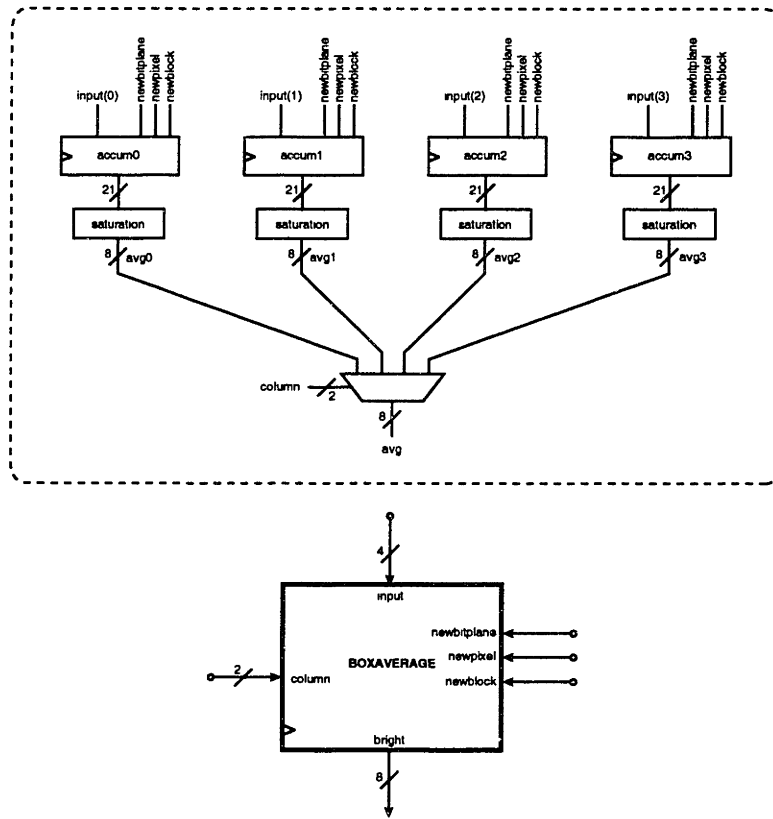 newbitplane newpixel newblock newbitplane newpixel newblock newbitplane newpixel newblock newbitplane newpixel newblock
input(0) input(1) input(2) input(3)
accum0 accum1 accum2 accum3
21 21 21 21
saturation saturation saturation saturation
8 avg0 8 avg1 8 avg2 8 avg3
column 2
8
avg
4
input
newbitplane
BOXAVERAGE newpixel
2 column newblock
bright
8